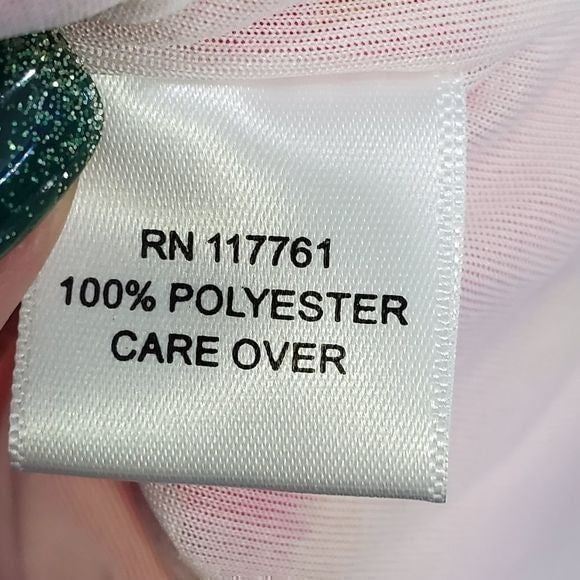 RN 117761
100% POLYESTER
CARE OVER